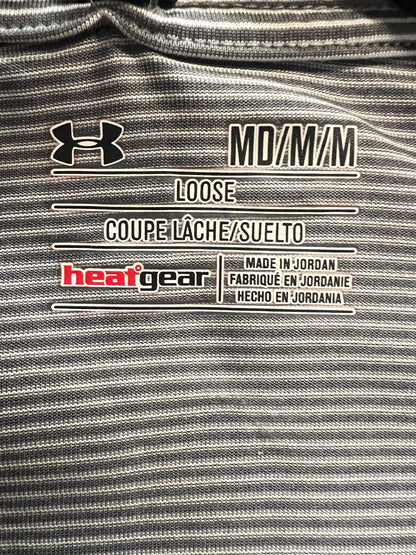 MD/M/M
LOOSE
COUPE LÂCHE/SUELTO
heatgear
MADE IN JORDAN
FABRIQUÉ EN JORDANIE
HECHO EN JORDANIA